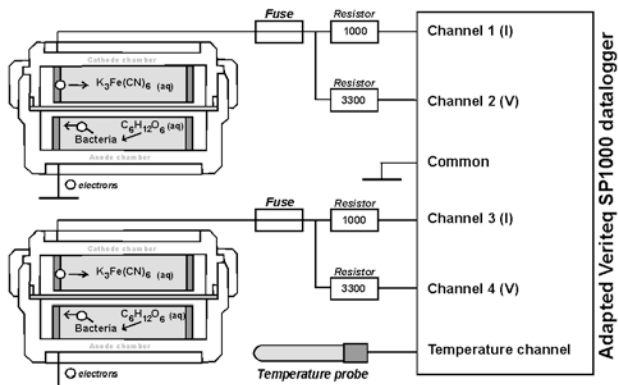 Fuse
Resistor
1000
Channel 1 (I)
Cathode chamber
K3Fe(CN)6 (aq)
Resistor
3300
Channel 2 (V)
C6H12O6 (aq)
Bacteria
Anode chamber
electrons
Common
Fuse
Resistor
1000
Channel 3 (I)
Cathode chamber
K3Fe(CN)6 (aq)
Resistor
3300
Channel 4 (V)
C6H12O6 (aq)
Bacteria
Anode chamber
electrons
Temperature probe
Temperature channel
Adapted Veriteq SP1000 datalogger